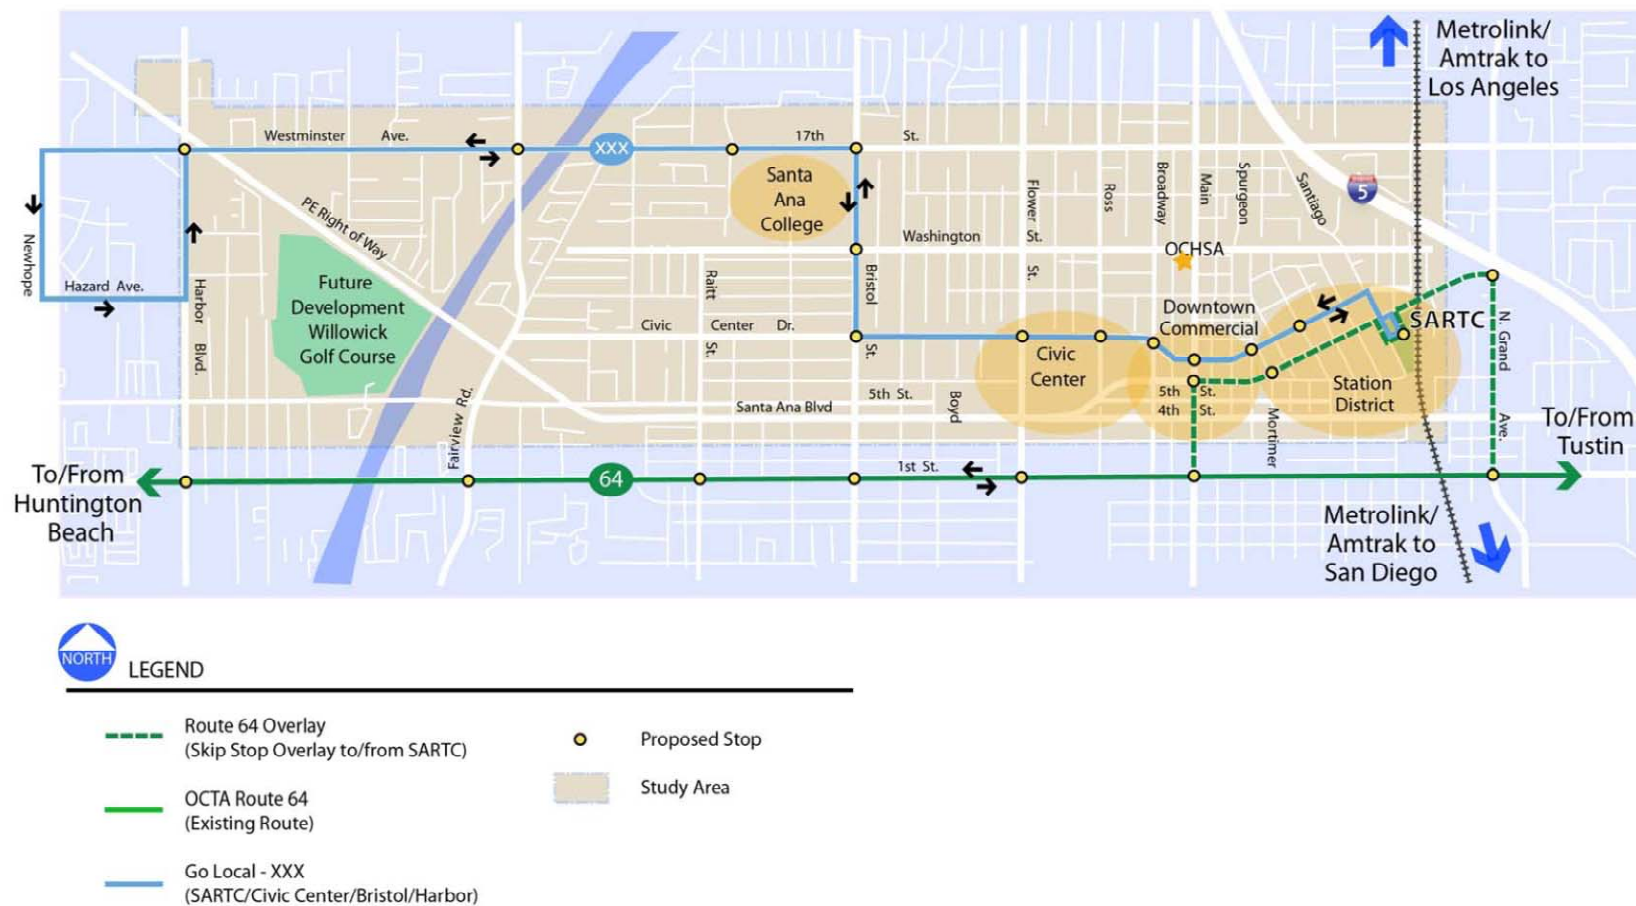 Metrolink/
Amtrak to
Los Angeles
Westminster Ave.
17th St.
XXX
Santa
Ana
College
PE Right of Way
Newhope
Hazard Ave.
Harbor Blvd.
Future
Development
Willowick
Golf Course
Fairview Rd.
Raitt St.
Bristol St.
Civic Center Dr.
Washington St.
Flower St.
Ross
Broadway
Main
Spurgeon
Santiago
INTERSTATE
5
OCHSA
Downtown
Commercial
SARTC
Civic
Center
Station
District
N. Grand Ave.
Santa Ana Blvd
5th St.
Boyd
5th St.
4th St.
Mortimer
To/From
Tustin
1st St.
64
To/From
Huntington
Beach
Metrolink/
Amtrak to
San Diego
NORTH
LEGEND
Route 64 Overlay
(Skip Stop Overlay to/from SARTC)
OCTA Route 64
(Existing Route)
Go Local - XXX
(SARTC/Civic Center/Bristol/Harbor)
Proposed Stop
Study Area